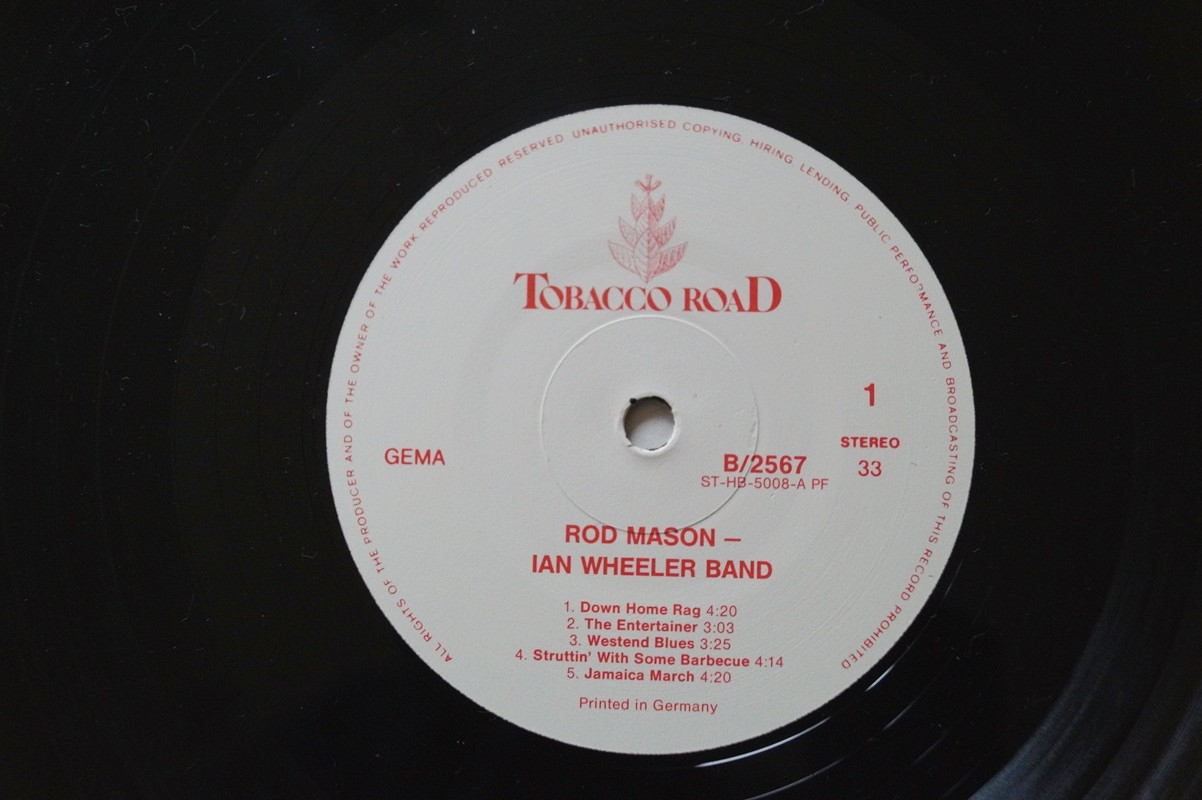 ALL RIGHTS OF THE PRODUCER AND OF THE OWNER OF THE WORK REPRODUCED RESERVED UNAUTHORISED COPYING, HIRING, LENDING, PUBLIC PERFORMANCE AND BROADCASTING OF THIS RECORD PROHIBITED
TOBACCO ROAD
1
STEREO
33
GEMA
B/2567
ST-HB-5008-A PF
ROD MASON –
IAN WHEELER BAND
1. Down Home Rag 4:20
2. The Entertainer 3:03
3. Westend Blues 3:25
4. Struttin' With Some Barbecue 4:14
5. Jamaica March 4:20
Printed in Germany